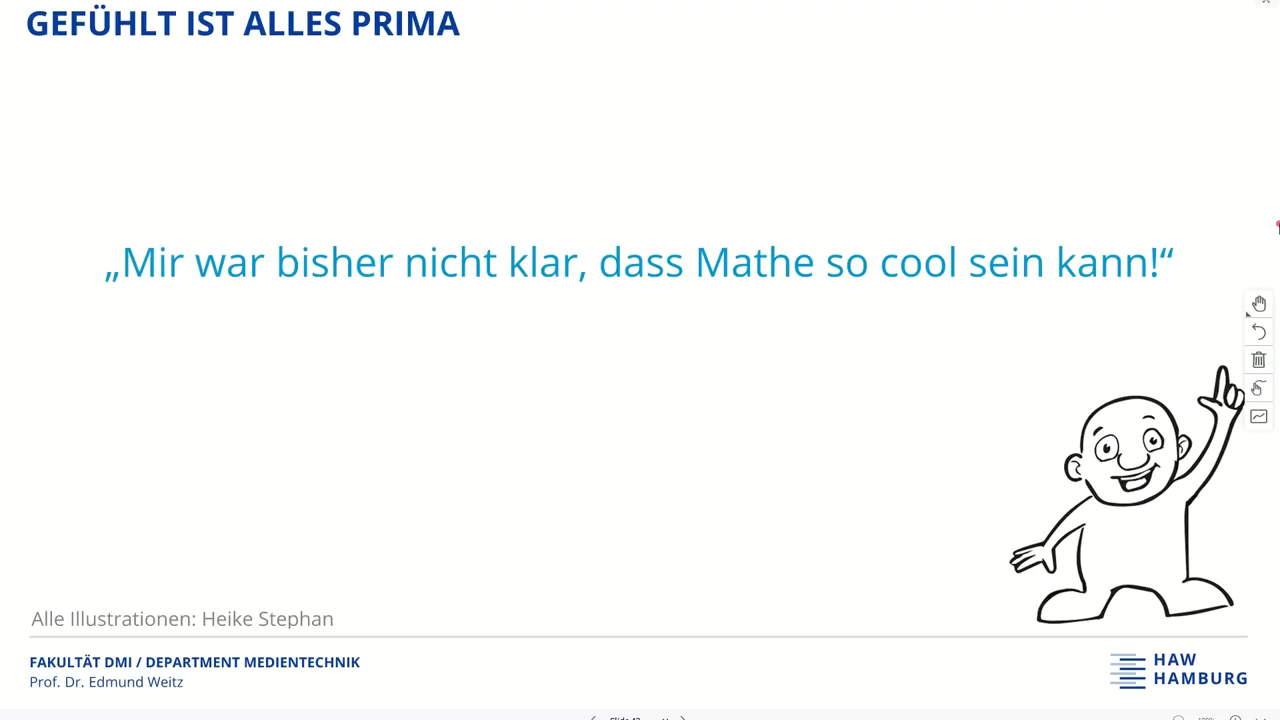 GEFÜHLT IST ALLES PRIMA
„Mir war bisher nicht klar, dass Mathe so cool sein kann!“
Alle Illustrationen: Heike Stephan
FAKULTÄT DMI / DEPARTMENT MEDIENTECHNIK
Prof. Dr. Edmund Weitz
HAW
HAMBURG